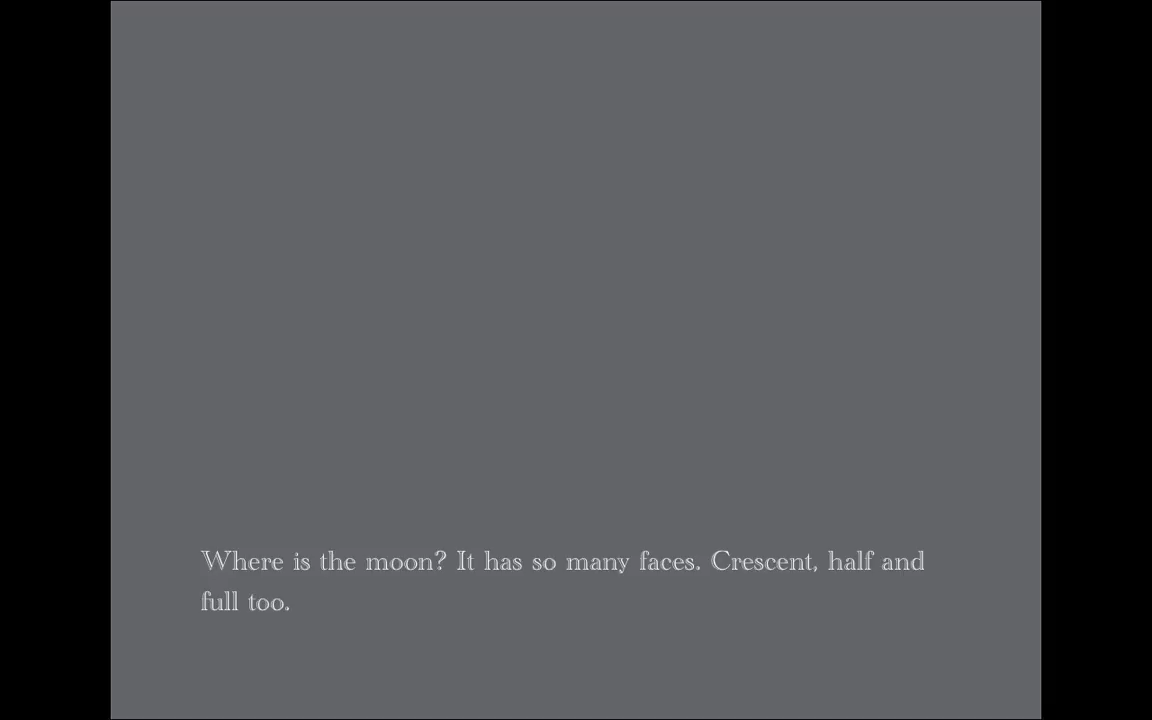 Where is the moon? It has so many faces. Crescent, half and
full too.